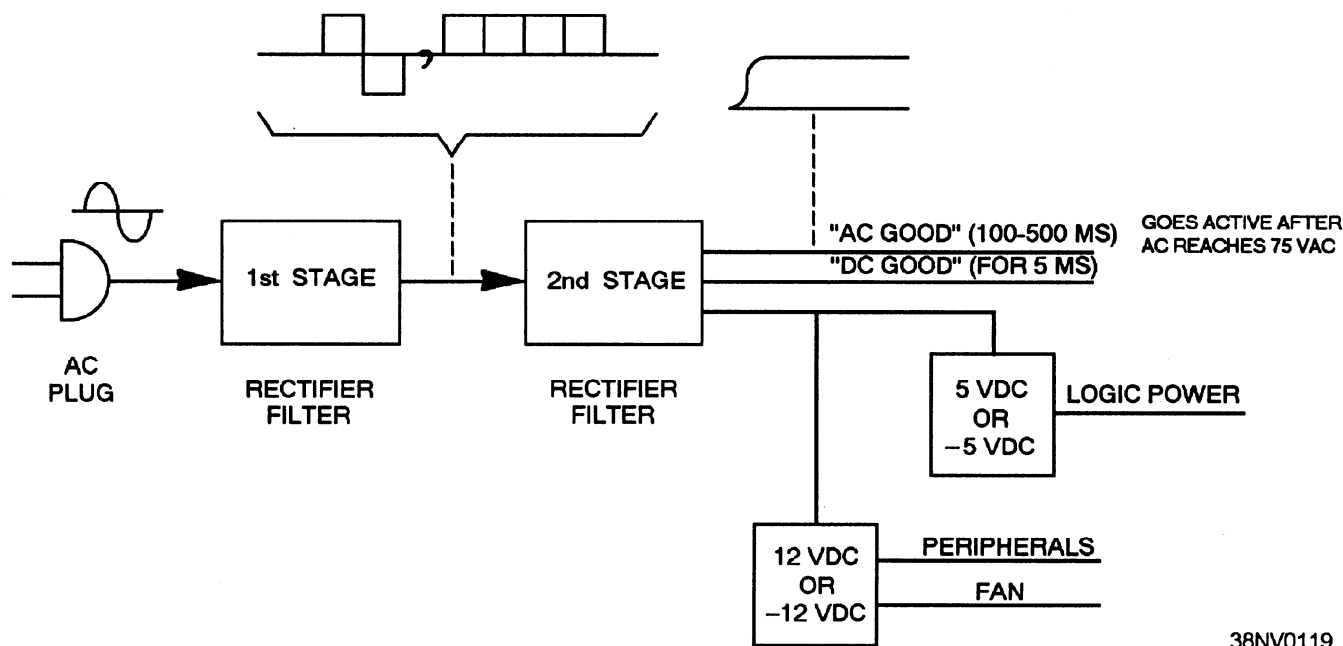 "AC GOOD" (100-500 MS)
GOES ACTIVE AFTER
AC REACHES 75 VAC
"DC GOOD" (FOR 5 MS)
1st STAGE
2nd STAGE
AC
PLUG
RECTIFIER
FILTER
RECTIFIER
FILTER
5 VDC
OR
–5 VDC
LOGIC POWER
12 VDC
OR
–12 VDC
PERIPHERALS
FAN
38NV0119